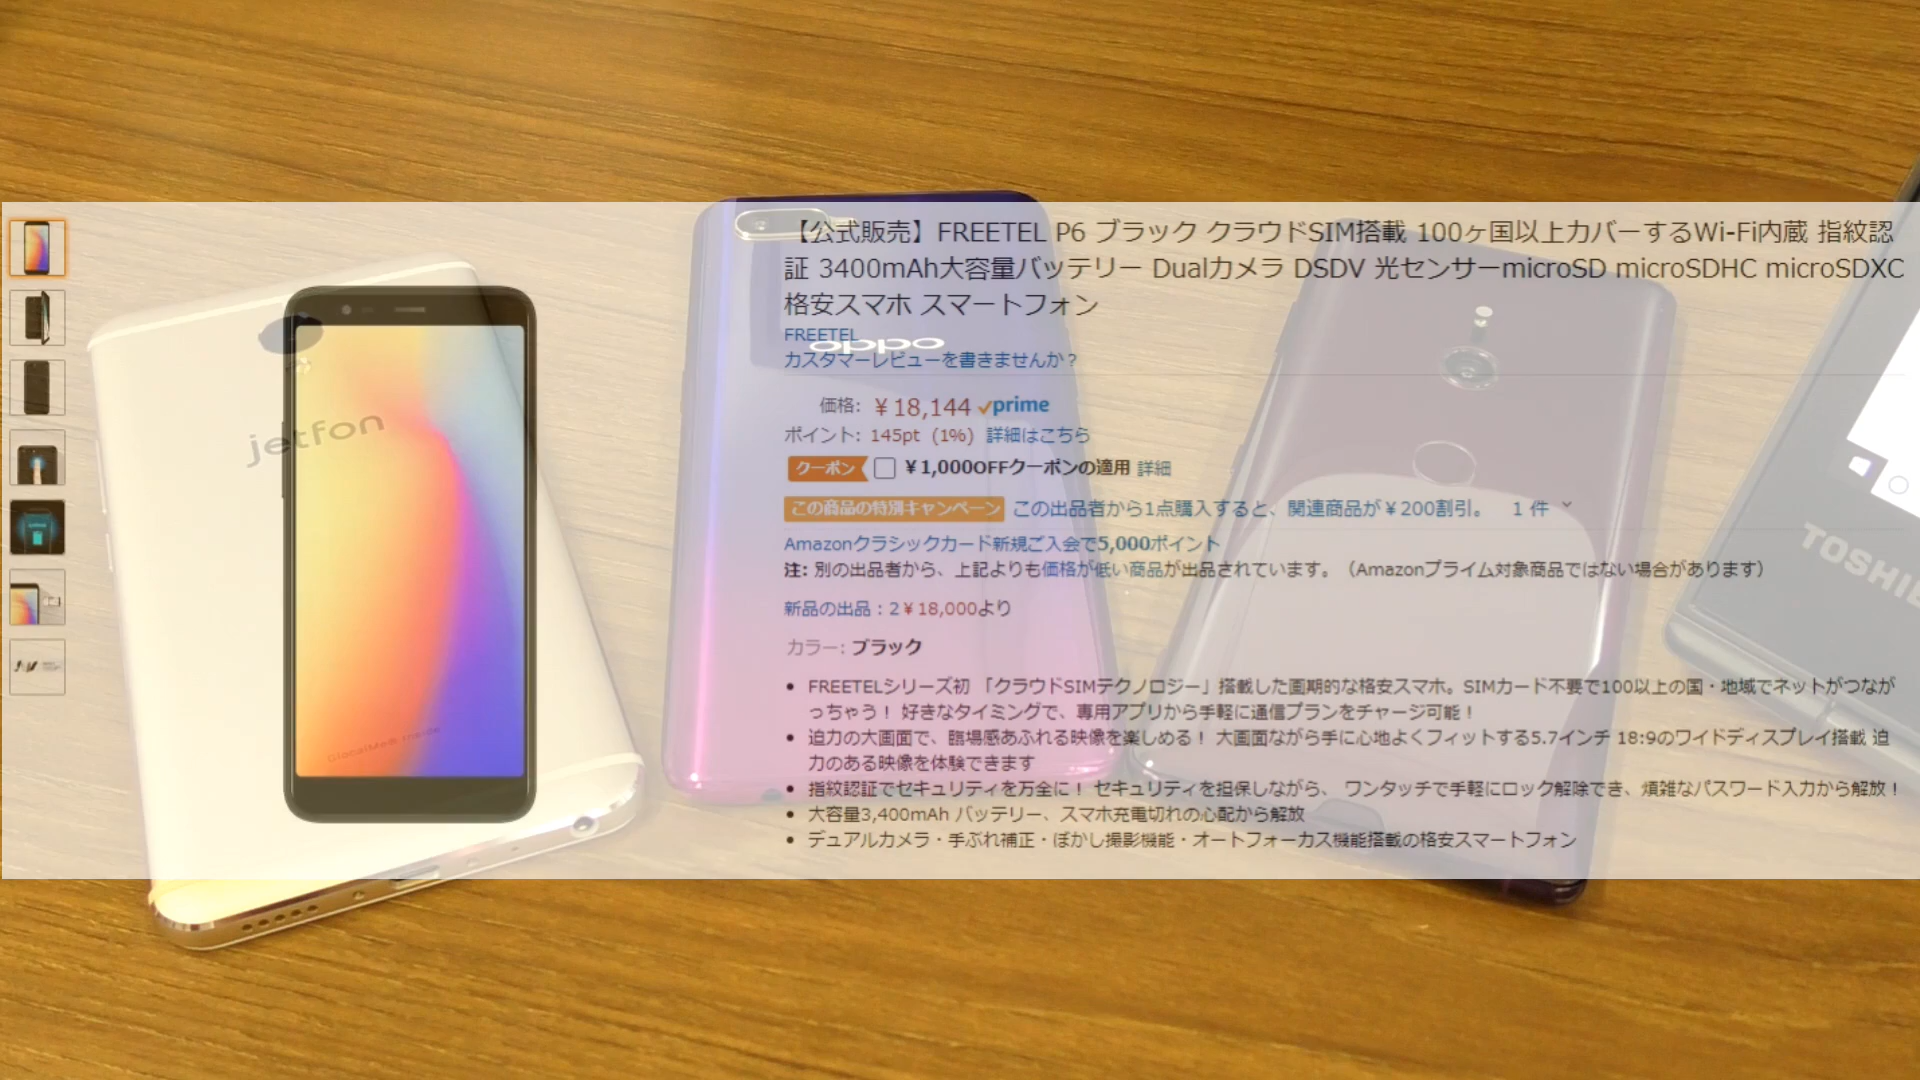 【公式販売】FREETEL P6 ブラック クラウドSIM搭載 100ヶ国以上カバーするWi-Fi内蔵 指紋認
証 3400mAh大容量バッテリー Dualカメラ DSDV 光センサーmicroSD microSDHC microSDXC
格安スマホ スマートフォン
FREETEL
oppo
カスタマーレビューを書きませんか？
価格: ￥18,144 prime
ポイント: 145pt (1%) 詳細はこちら
クーポン ￥1,000OFFクーポンの適用 詳細
この商品の特別キャンペーン この出品者から1点購入すると、関連商品が￥200割引。 1 件
Amazonクラシックカード新規ご入会で5,000ポイント
注: 別の出品者から、上記よりも価格が低い商品が出品されています。（Amazonプライム対象商品ではない場合があります）
新品の出品：2￥18,000より
カラー: ブラック
• FREETELシリーズ初 「クラウドSIMテクノロジー」搭載した画期的な格安スマホ。SIMカード不要で100以上の国・地域でネットがつなが
っちゃう！ 好きなタイミングで、専用アプリから手軽に通信プランをチャージ可能！
• 迫力の大画面で、臨場感あふれる映像を楽しめる！ 大画面ながら手に心地よくフィットする5.7インチ 18:9のワイドディスプレイ搭載 迫
力のある映像を体験できます
• 指紋認証でセキュリティを万全に！ セキュリティを担保しながら、 ワンタッチで手軽にロック解除でき、煩雑なパスワード入力から解放！
• 大容量3,400mAh バッテリー、スマホ充電切れの心配から解放
• デュアルカメラ・手ぶれ補正・ぼかし撮影機能・オートフォーカス機能搭載の格安スマートフォン
jetfon
GlocalMe® Inside
TOSHIB